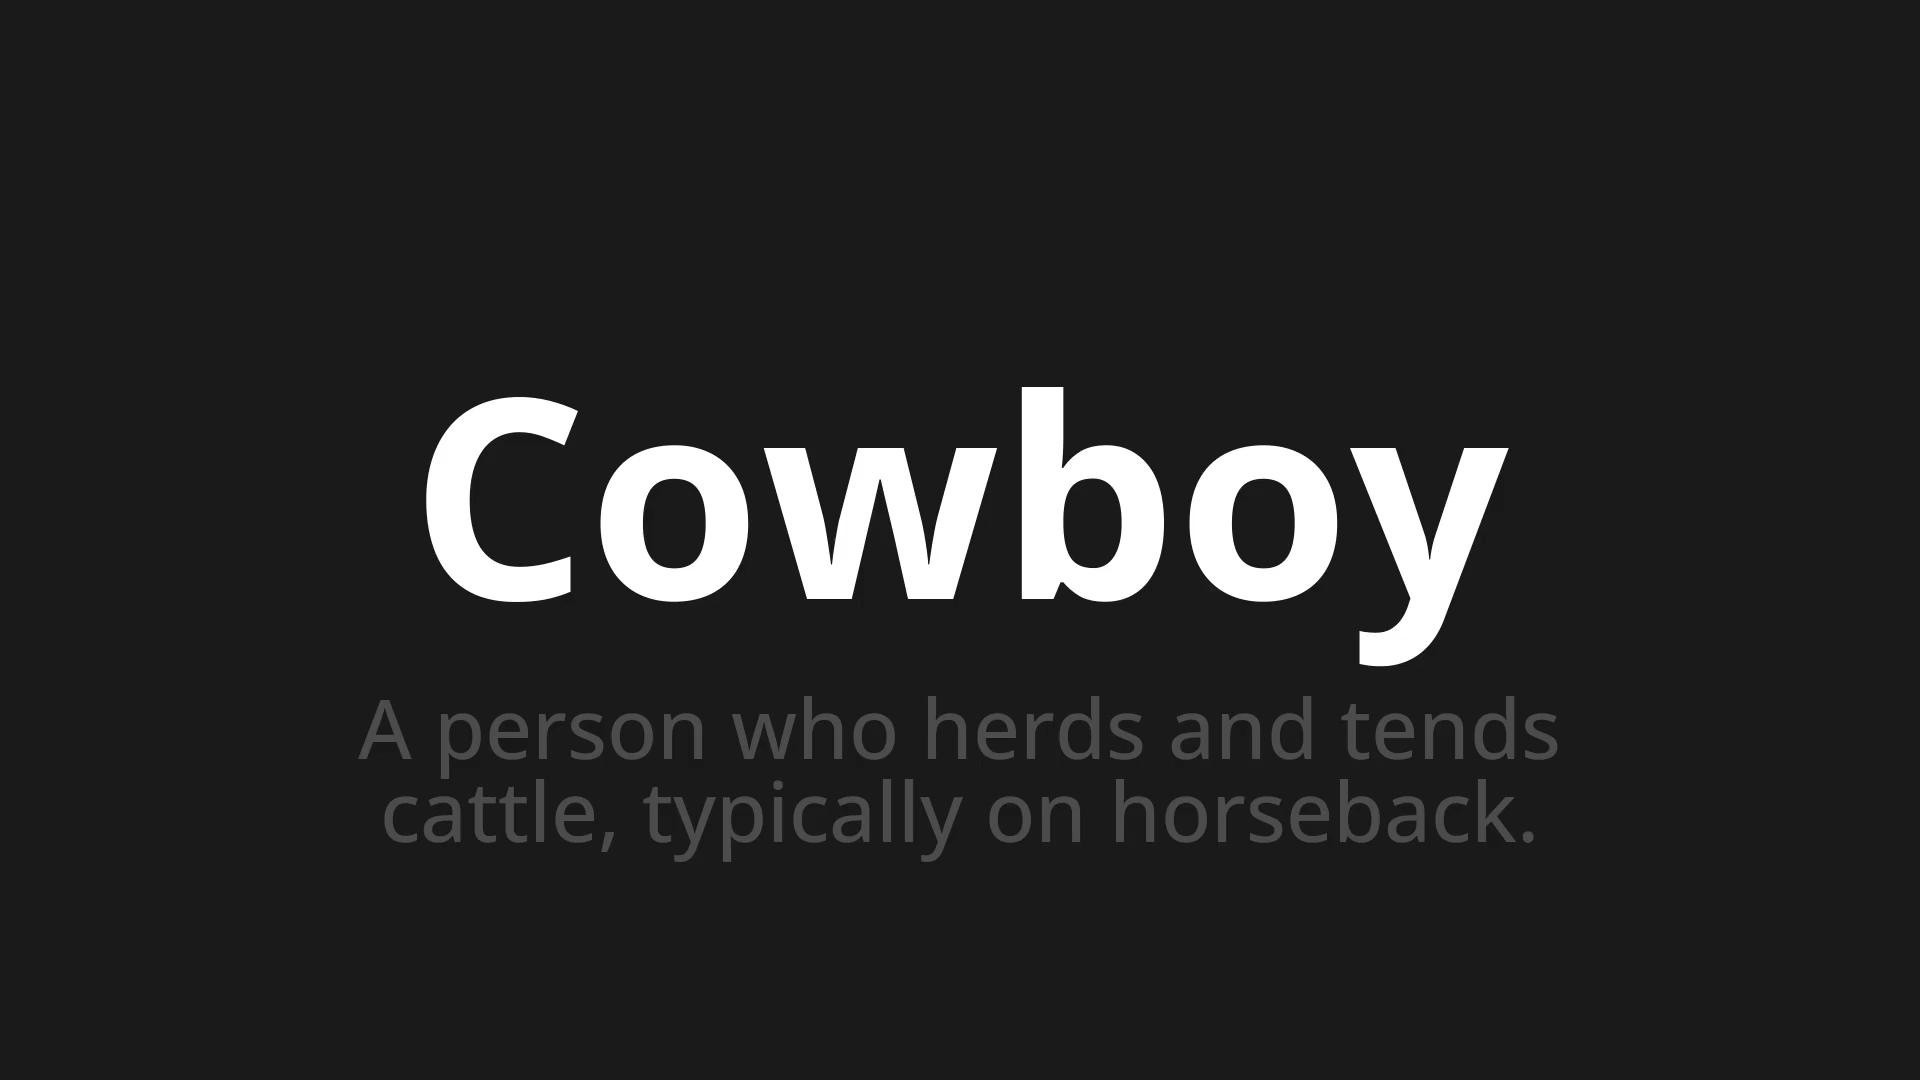 Cowboy
A person who herds and tends
cattle, typically on horseback.